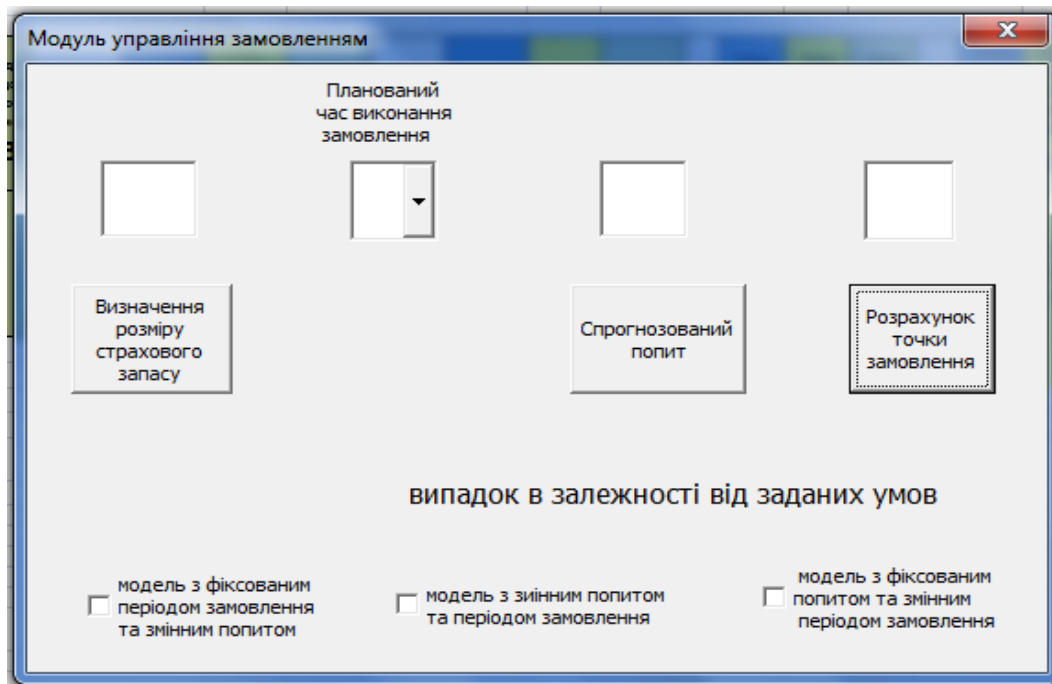 Модуль управління замовленням
Планований
час виконання
замовлення
Визначення
розміру
страхового
запасу
Спрогнозований
попит
Розрахунок
точки
замовлення
випадок в залежності від заданих умов
модель з фіксованим
періодом замовлення
та змінним попитом
модель з зиінним попитом
та періодом замовлення
модель з фіксованим
попитом та змінним
періодом замовлення